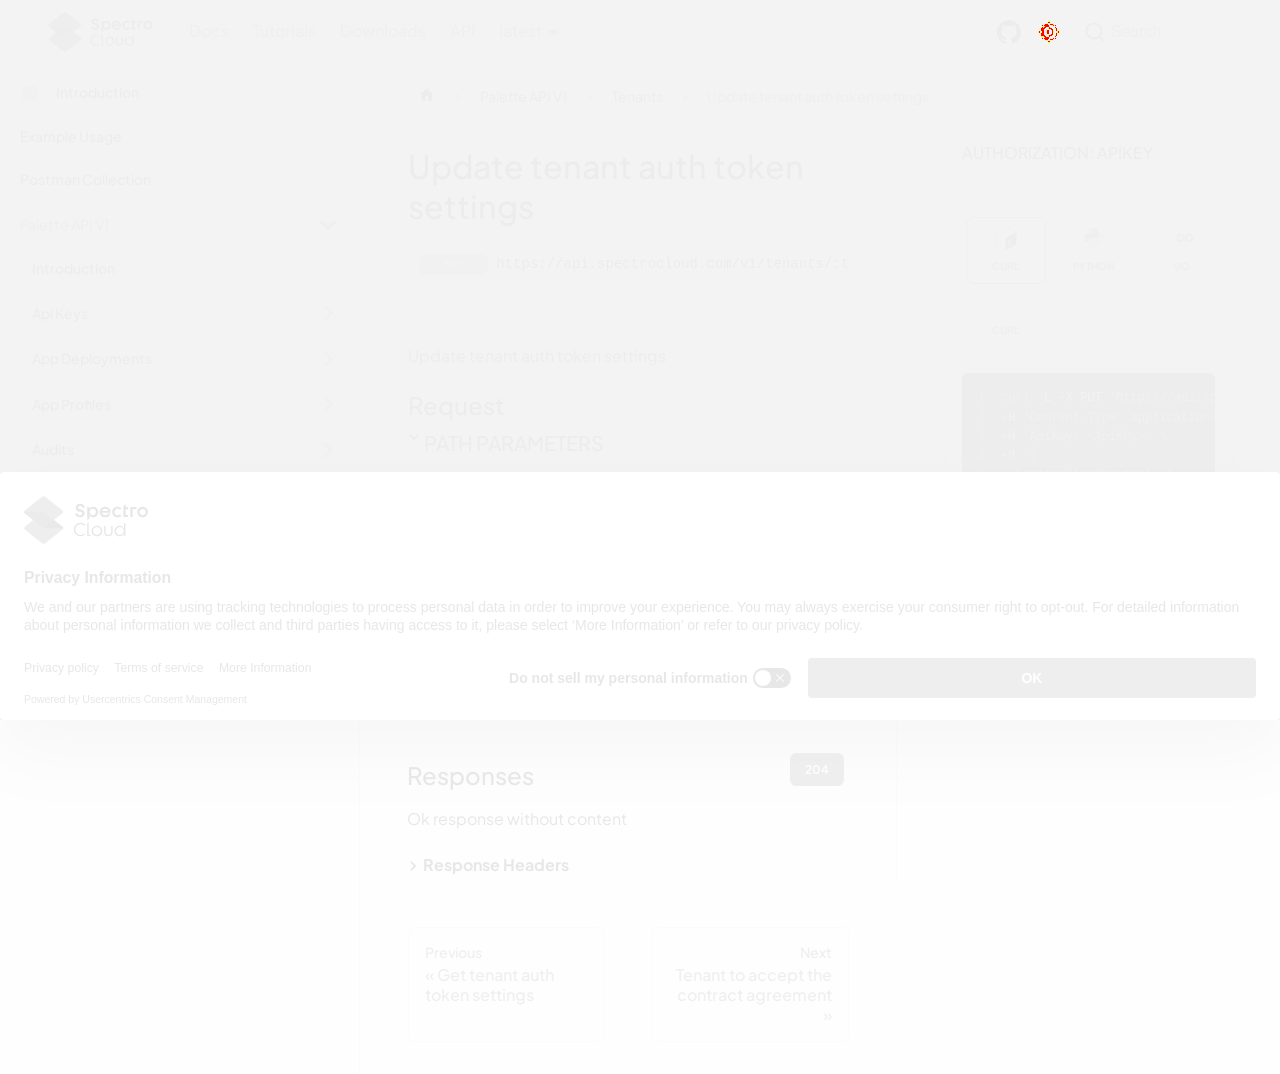 Spectro
Cloud
Docs Tutorials Downloads API latest
Search
Introduction
Example Usage
Postman Collection
Palette API V1
Introduction
Api Keys
App Deployments
App Profiles
Audits
Palette API V1
Tenants
Update tenant auth token settings
Update tenant auth token
settings
https://api.spectrocloud.com/v1/tenants/:t
Update tenant auth token settings
Request
PATH PARAMETERS
AUTHORIZATION: APIKEY
CURL PYTHON GO
CURL
PUT
Spectro
Cloud
Privacy Information
We and our partners are using tracking technologies to process personal data in order to improve your experience. You may always exercise your consumer right to opt-out. For detailed information
about personal information we collect and third parties having access to it, please select 'More Information' or refer to our privacy policy.
Privacy policy Terms of service More Information
Do not sell my personal information
OK
Powered by Usercentrics Consent Management
Responses
204
Ok response without content
Response Headers
Previous
« Get tenant auth
token settings
Next
Tenant to accept the
contract agreement
»